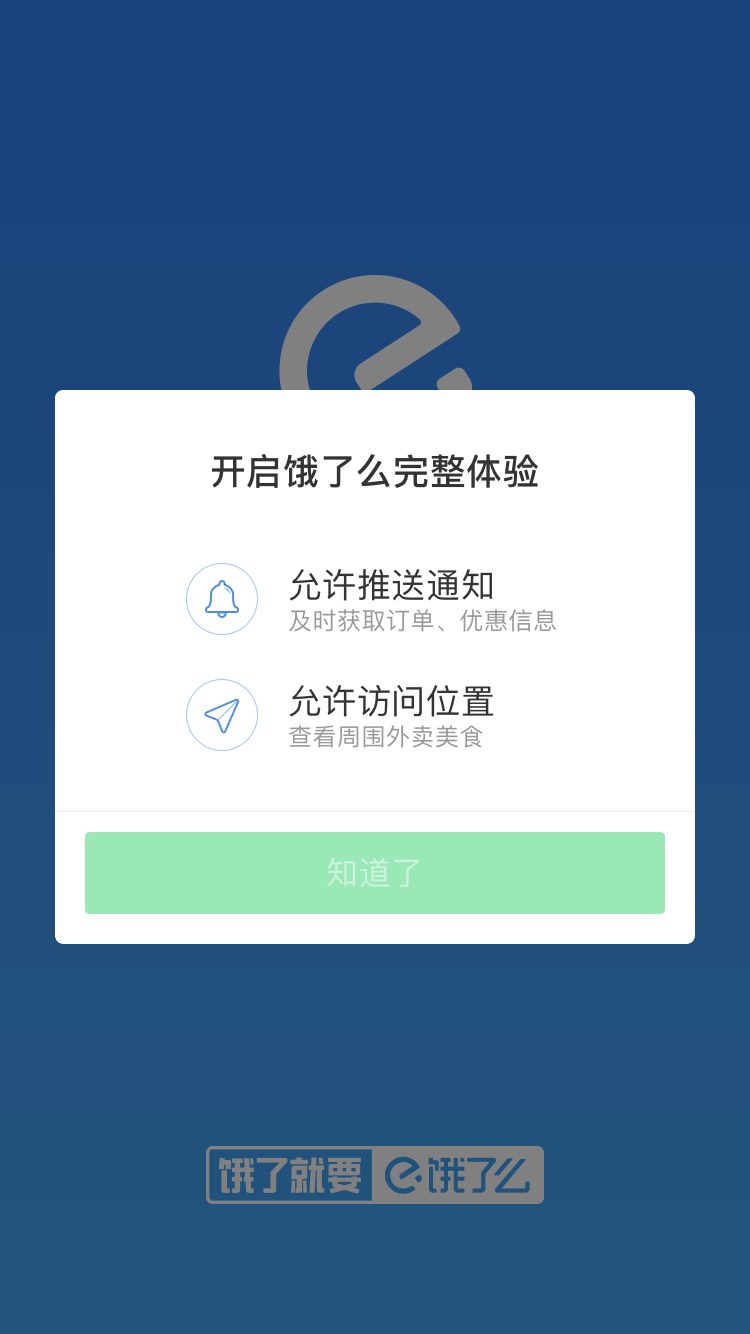 开启饿了么完整体验
允许推送通知
及时获取订单、优惠信息
允许访问位置
查看周围外卖美食
知道了
饿了就要 饿了么